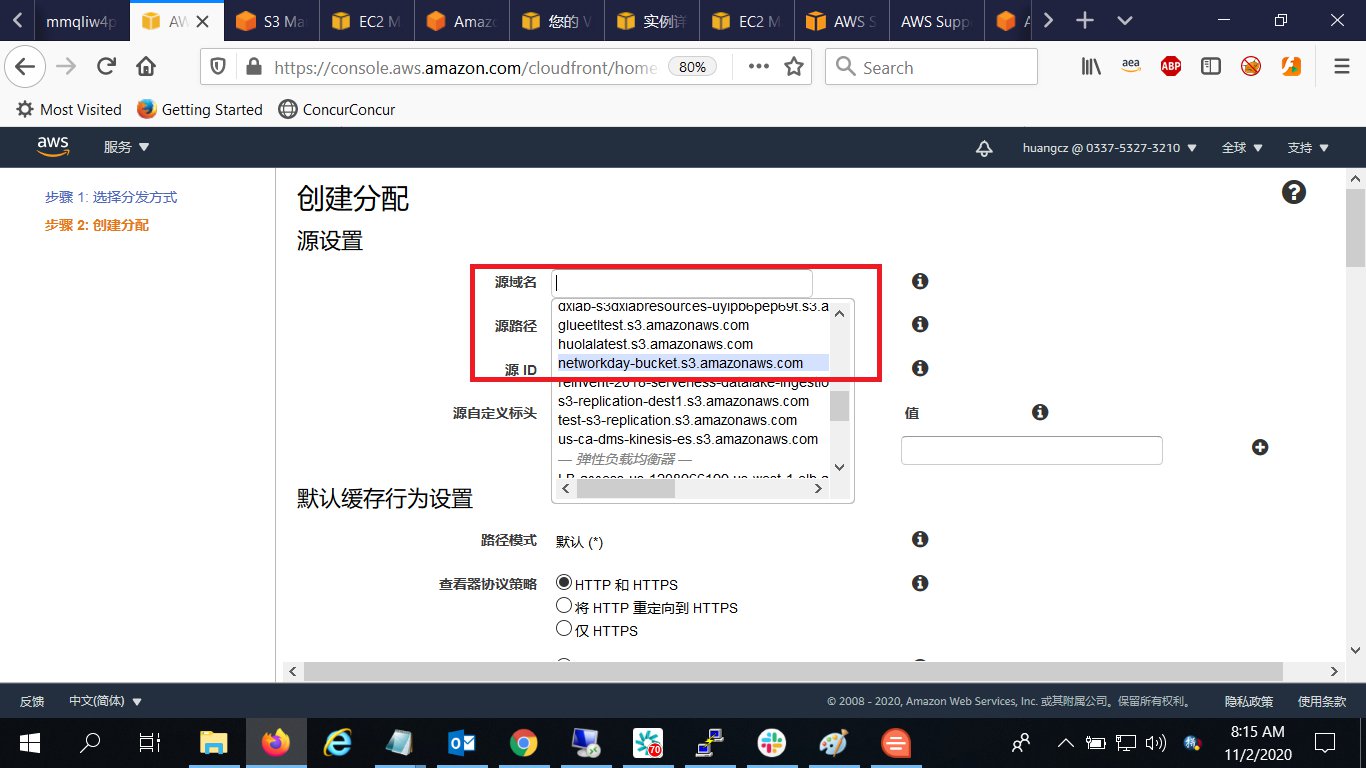 mmqliw4p
AW
S3 Ma
EC2 M
Amaz
您的 V
实例详
EC2 M
AWS S
AWS Supp
https://console.aws.amazon.com/cloudfront/home
80%
Search
aea
ABP
Most Visited
Getting Started
ConcurConcur
aws
服务
huangcz @ 0337-5327-3210
全球
支持
步骤 1: 选择分发方式
步骤 2: 创建分配
创建分配
源设置
源域名
源路径
源 ID
源自定义标头
dxlab-s3dxlabresources-uyipb6pep69t.s3.a
glueetltest.s3.amazonaws.com
huolalatest.s3.amazonaws.com
networkday-bucket.s3.amazonaws.com
reinvent-2018-serverless-datalake-ingestio
s3-replication-dest1.s3.amazonaws.com
test-s3-replication.s3.amazonaws.com
us-ca-dms-kinesis-es.s3.amazonaws.com
— 弹性负载均衡器 —
值
默认缓存行为设置
路径模式
默认 (*)
查看器协议策略
HTTP 和 HTTPS
将 HTTP 重定向到 HTTPS
仅 HTTPS
反馈
中文(简体)
© 2008 - 2020, Amazon Web Services, Inc. 或其附属公司。保留所有权利。
隐私政策
使用条款
70
8:15 AM
11/2/2020